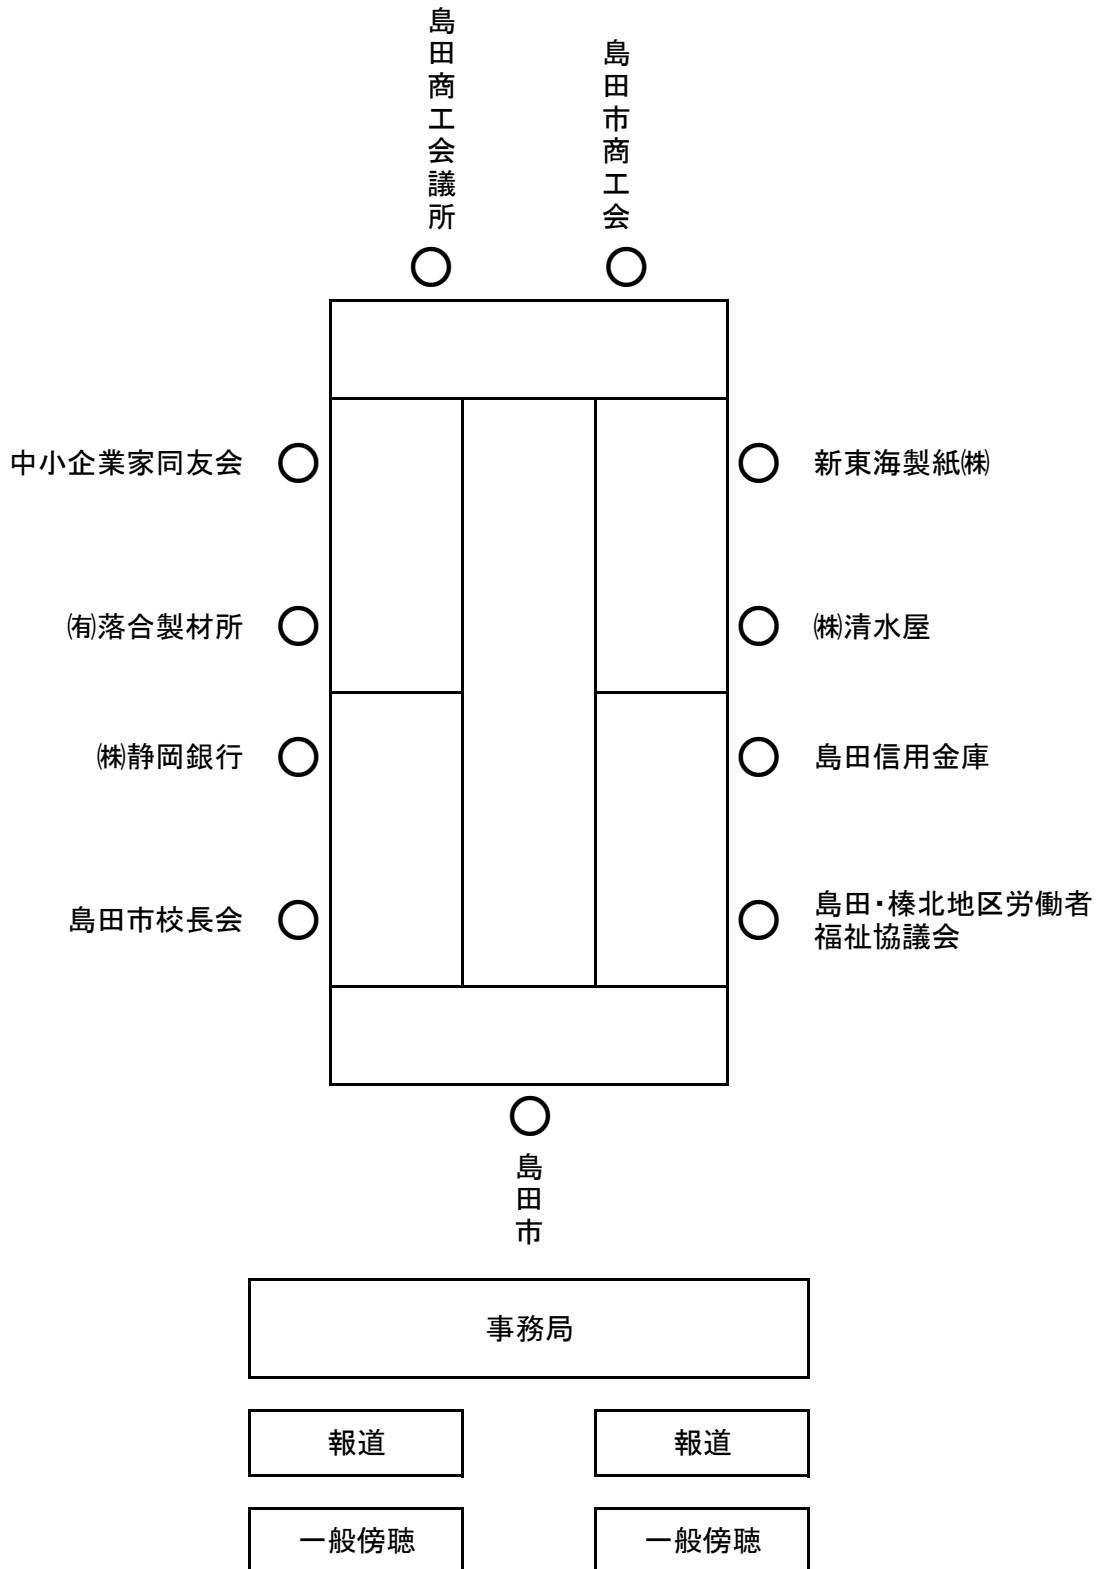 島田商工会議所
島田市商工会
中小企業家同友会
新東海製紙㈱
㈲落合製材所
㈱清水屋
㈱静岡銀行
島田信用金庫
島田市校長会
島田・榛北地区労働者
福祉協議会
島田市
事務局
報道
報道
一般傍聴
一般傍聴